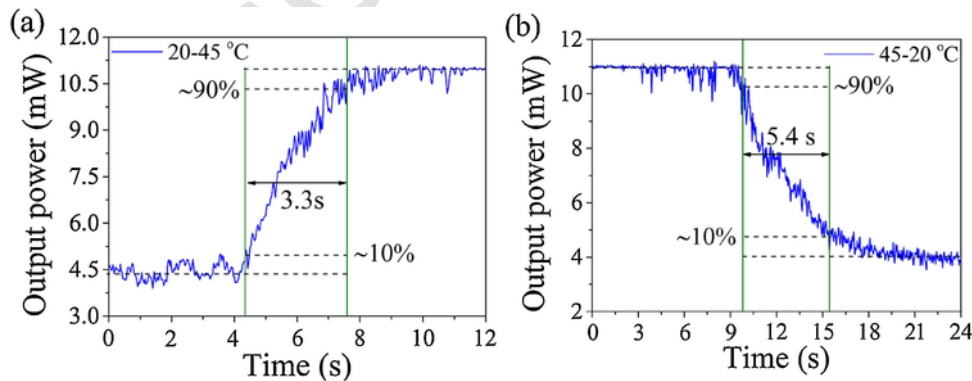 (a)
20-45 °C
12.0
10.5
9.0
7.5
6.0
4.5
3.0
Output power (mW)
~90%
3.3s
~10%
0 2 4 6 8 10 12
Time (s)
(b)
45-20 °C
12
10
8
6
4
2
Output power (mW)
~90%
5.4 s
~10%
0 3 6 9 12 15 18 21 24
Time (s)